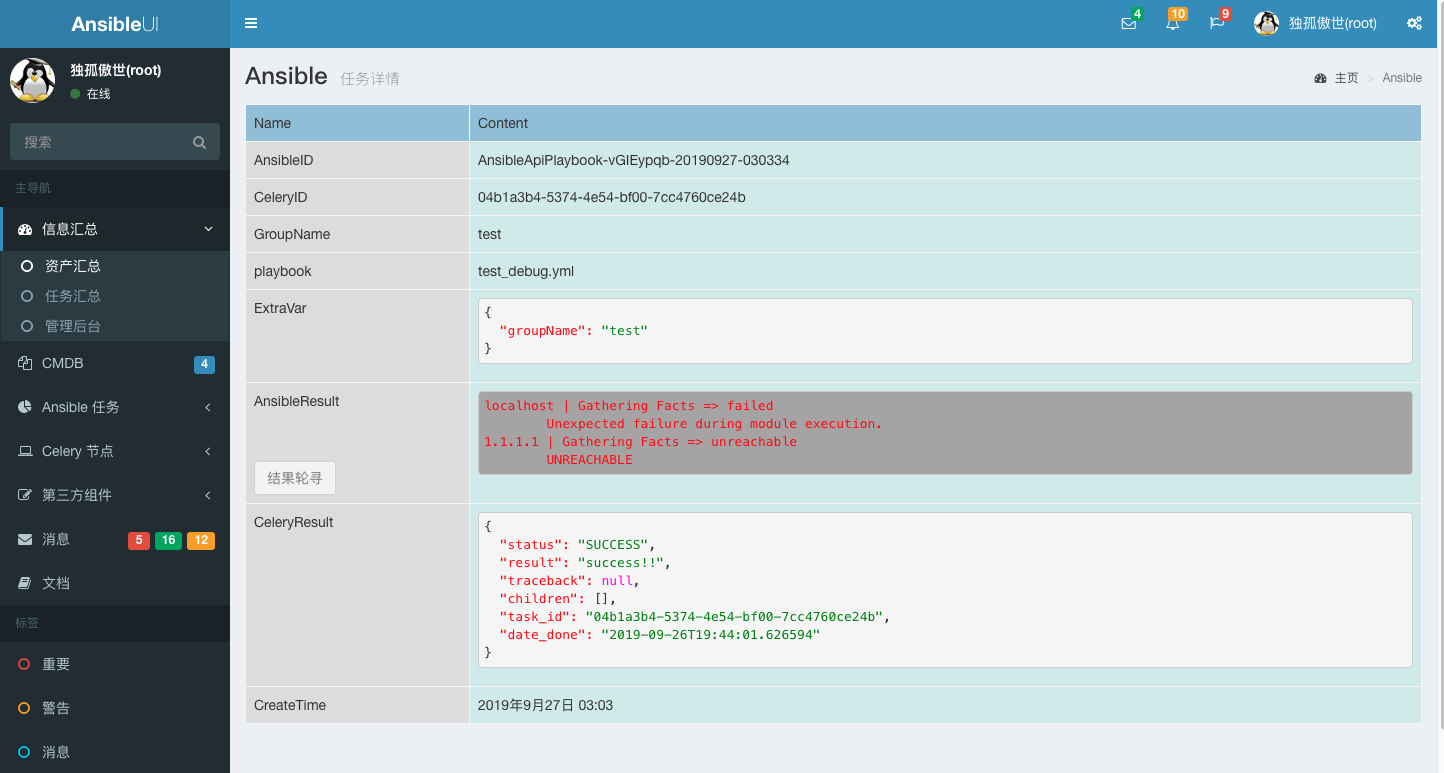 AnsibleUI
4
10
9
独孤傲世(root)
独孤傲世(root)
在线
搜索
主导航
信息汇总
资产汇总
任务汇总
管理后台
CMDB
4
Ansible 任务
Celery 节点
第三方组件
消息
5
16
12
文档
标签
重要
警告
消息
Ansible 任务详情
主页 > Ansible
Name Content
AnsibleID AnsibleApiPlaybook-vGIEypqb-20190927-030334
CeleryID 04b1a3b4-5374-4e54-bf00-7cc4760ce24b
GroupName test
playbook test_debug.yml
ExtraVar
{
"groupName": "test"
}
AnsibleResult
结果轮寻
localhost | Gathering Facts => failed
Unexpected failure during module execution.
1.1.1.1 | Gathering Facts => unreachable
UNREACHABLE
CeleryResult
{
"status": "SUCCESS",
"result": "success!!",
"traceback": null,
"children": [],
"task_id": "04b1a3b4-5374-4e54-bf00-7cc4760ce24b",
"date_done": "2019-09-26T19:44:01.626594"
}
CreateTime 2019年9月27日 03:03